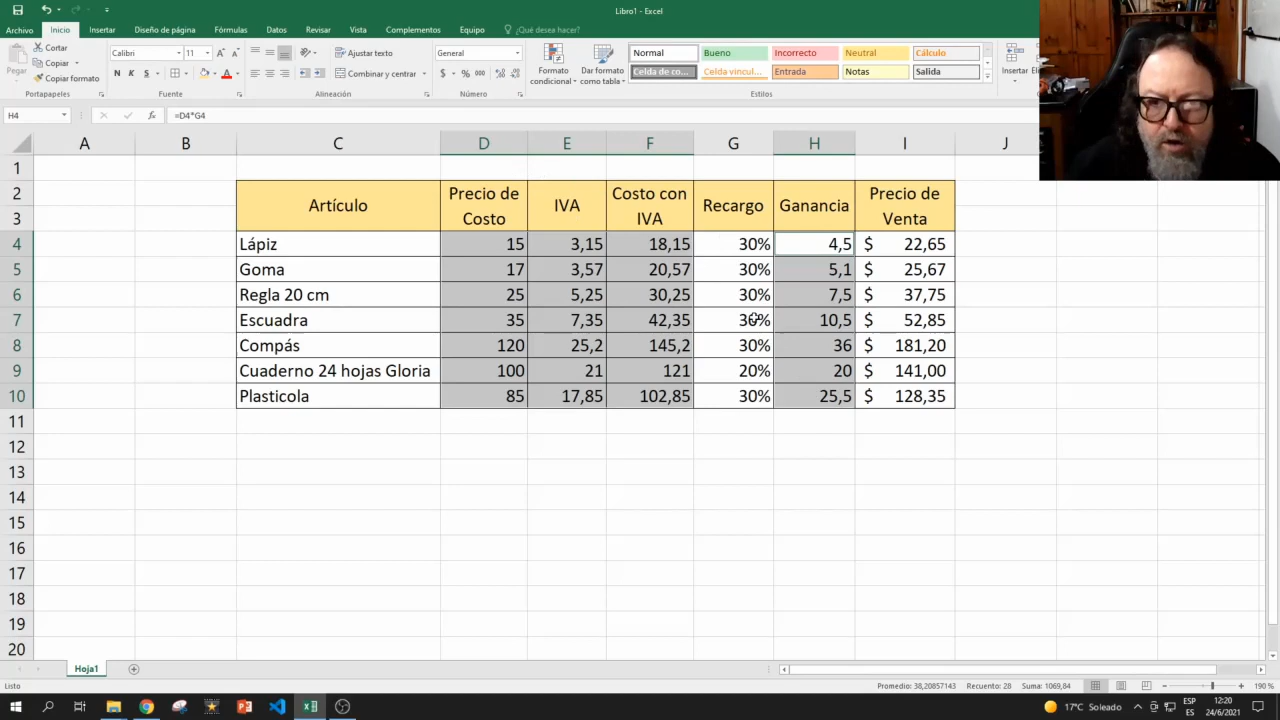 Libro1 - Excel
Archivo Inicio Insertar Diseño de página Fórmulas Datos Revisar Vista Complementos Equipo ¿Qué desea hacer?
Pegar
Cortar
Copiar
Copiar formato
Portapapeles
Calibri 11
N K S
Fuente
Ajustar texto
Combinar y centrar
Alineación
General
$ % 000
Número
Formato condicional
Dar formato como tabla
Normal Bueno Incorrecto Neutral Cálculo
Celda de co... Celda vincul... Entrada Notas Salida
Estilos
Insertar
H4 fx =D4*G4
A B C D E F G H I J
1
2
3
Artículo Precio de Costo IVA Costo con IVA Recargo Ganancia Precio de Venta
4 Lápiz 15 3,15 18,15 30% 4,5 $ 22,65
5 Goma 17 3,57 20,57 30% 5,1 $ 25,67
6 Regla 20 cm 25 5,25 30,25 30% 7,5 $ 37,75
7 Escuadra 35 7,35 42,35 30% 10,5 $ 52,85
8 Compás 120 25,2 145,2 30% 36 $ 181,20
9 Cuaderno 24 hojas Gloria 100 21 121 20% 20 $ 141,00
10 Plasticola 85 17,85 102,85 30% 25,5 $ 128,35
11
12
13
14
15
16
17
18
19
20
Hoja1
Listo Promedio: 38,20857143 Recuento: 28 Suma: 1069,84 190 %
17°C Soleado ESP 12:20
ES 24/6/2021